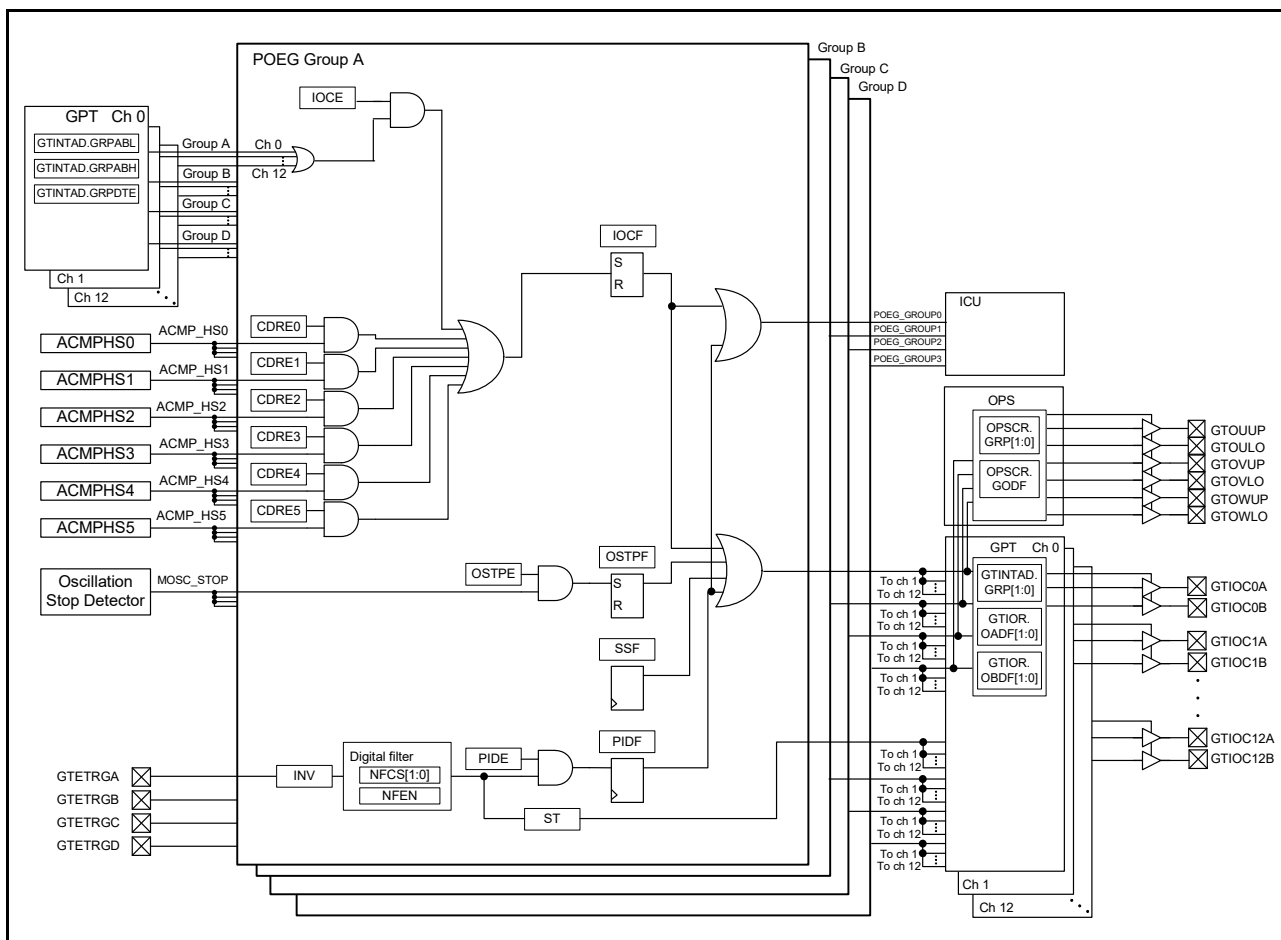 POEG Group A
Group B
Group C
Group D
IOCE
GPT Ch 0
GTINTAD.GRPABL
GTINTAD.GRPABH
GTINTAD.GRPDTE
Ch 1
Ch 12
Group A
Group B
Group C
Group D
Ch 0
Ch 12
IOCF
S
R
ACMPHS0
ACMPHS1
ACMPHS2
ACMPHS3
ACMPHS4
ACMPHS5
ACMP_HS0
ACMP_HS1
ACMP_HS2
ACMP_HS3
ACMP_HS4
ACMP_HS5
CDRE0
CDRE1
CDRE2
CDRE3
CDRE4
CDRE5
POEG_GROUP0
POEG_GROUP1
POEG_GROUP2
POEG_GROUP3
ICU
OPS
OPSCR.
GRP[1:0]
OPSCR.
GODF
GTOUUP
GTOULO
GTOVUP
GTOVLO
GTOWUP
GTOWLO
Oscillation
Stop Detector
MOSC_STOP
OSTPE
OSTPF
S
R
SSF
To ch 1
To ch 12
To ch 1
To ch 12
To ch 1
To ch 12
To ch 1
To ch 12
GPT Ch 0
GTINTAD.
GRP[1:0]
GTIOR.
OADF[1:0]
GTIOR.
OBDF[1:0]
GTIOC0A
GTIOC0B
GTIOC1A
GTIOC1B
GTIOC12A
GTIOC12B
GTETRGA
GTETRGB
GTETRGC
GTETRGD
INV
Digital filter
NFCS[1:0]
NFEN
PIDE
PIDF
ST
To ch 1
To ch 12
To ch 1
To ch 12
To ch 1
To ch 12
To ch 1
To ch 12
Ch 1
Ch 12